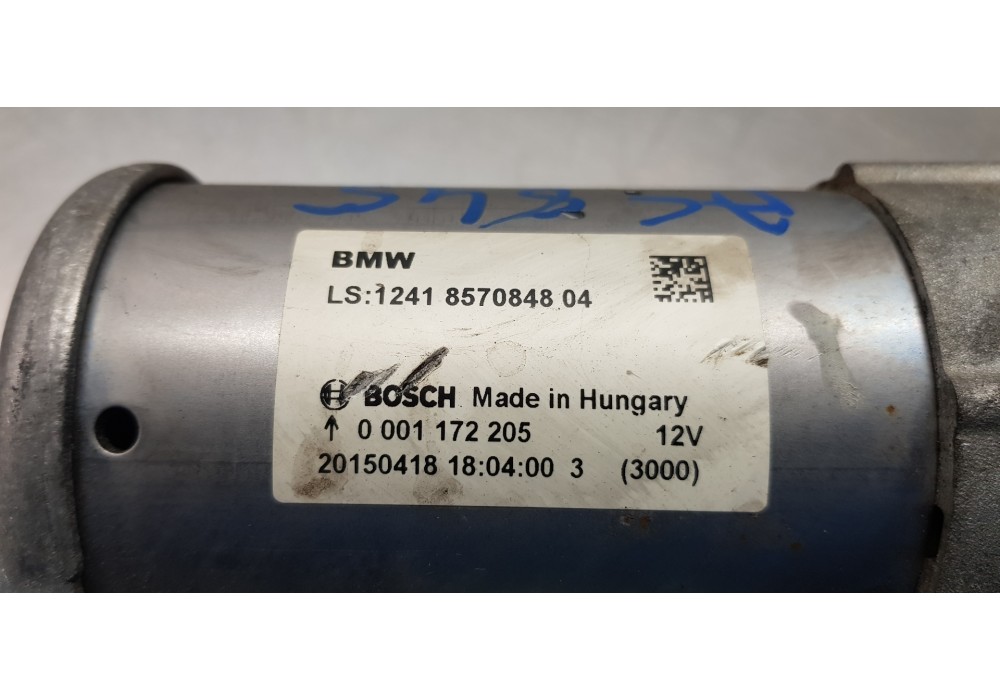 BMW
LS:1241 8570848 04
BOSCH Made in Hungary
↑ 0 001 172 205 12V
20150418 18:04:00 3 (3000)